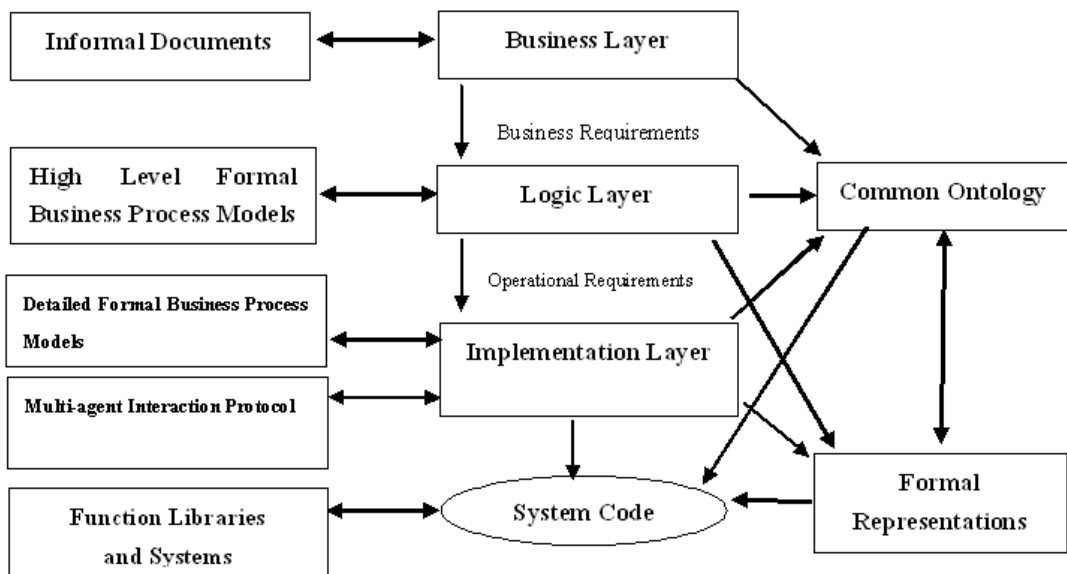 Informal Documents
Business Layer
Business Requirements
High Level Formal
Business Process Models
Logic Layer
Common Ontology
Operational Requirements
Detailed Formal Business Process
Models
Implementation Layer
Multi-agent Interaction Protocol
Function Libraries
and Systems
System Code
Formal
Representations